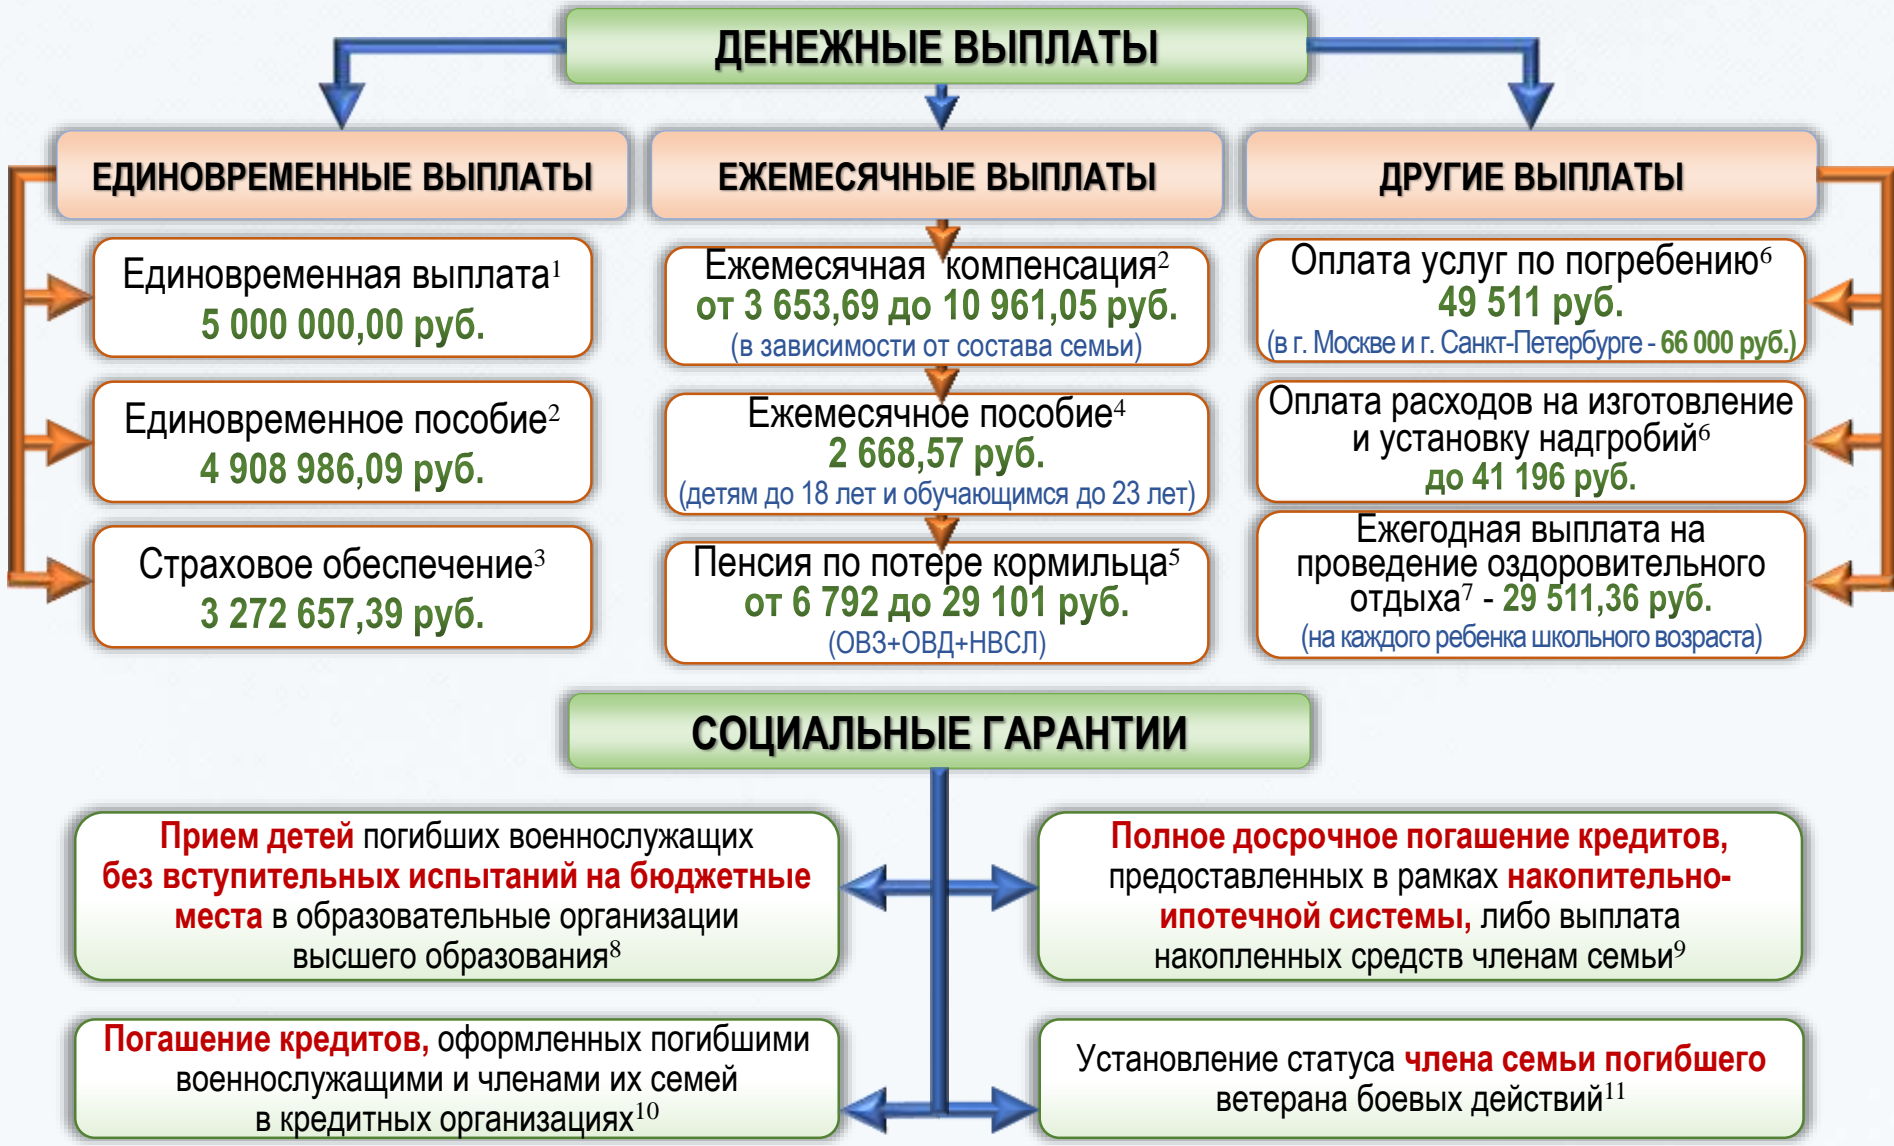 ДЕНЕЖНЫЕ ВЫПЛАТЫ
ЕДИНОВРЕМЕННЫЕ ВЫПЛАТЫ
Единовременная выплата¹
5 000 000,00 руб.
Единовременное пособие²
4 908 986,09 руб.
Страховое обеспечение³
3 272 657,39 руб.
ЕЖЕМЕСЯЧНЫЕ ВЫПЛАТЫ
Ежемесячная компенсация²
от 3 653,69 до 10 961,05 руб.
(в зависимости от состава семьи)
Ежемесячное пособие⁴
2 668,57 руб.
(детям до 18 лет и обучающимся до 23 лет)
Пенсия по потере кормильца⁵
от 6 792 до 29 101 руб.
(ОВЗ+ОВД+НВСЛ)
ДРУГИЕ ВЫПЛАТЫ
Оплата услуг по погребению⁶
49 511 руб.
(в г. Москве и г. Санкт-Петербурге - 66 000 руб.)
Оплата расходов на изготовление
и установку надгробий⁶
до 41 196 руб.
Ежегодная выплата на
проведение оздоровительного
отдыха⁷ - 29 511,36 руб.
(на каждого ребенка школьного возраста)
СОЦИАЛЬНЫЕ ГАРАНТИИ
Прием детей погибших военнослужащих
без вступительных испытаний на бюджетные
места в образовательные организации
высшего образования⁸
Полное досрочное погашение кредитов,
предоставленных в рамках накопительно-
ипотечной системы, либо выплата
накопленных средств членам семьи⁹
Погашение кредитов, оформленных погибшими
военнослужащими и членами их семей
в кредитных организациях¹⁰
Установление статуса члена семьи погибшего
ветерана боевых действий¹¹